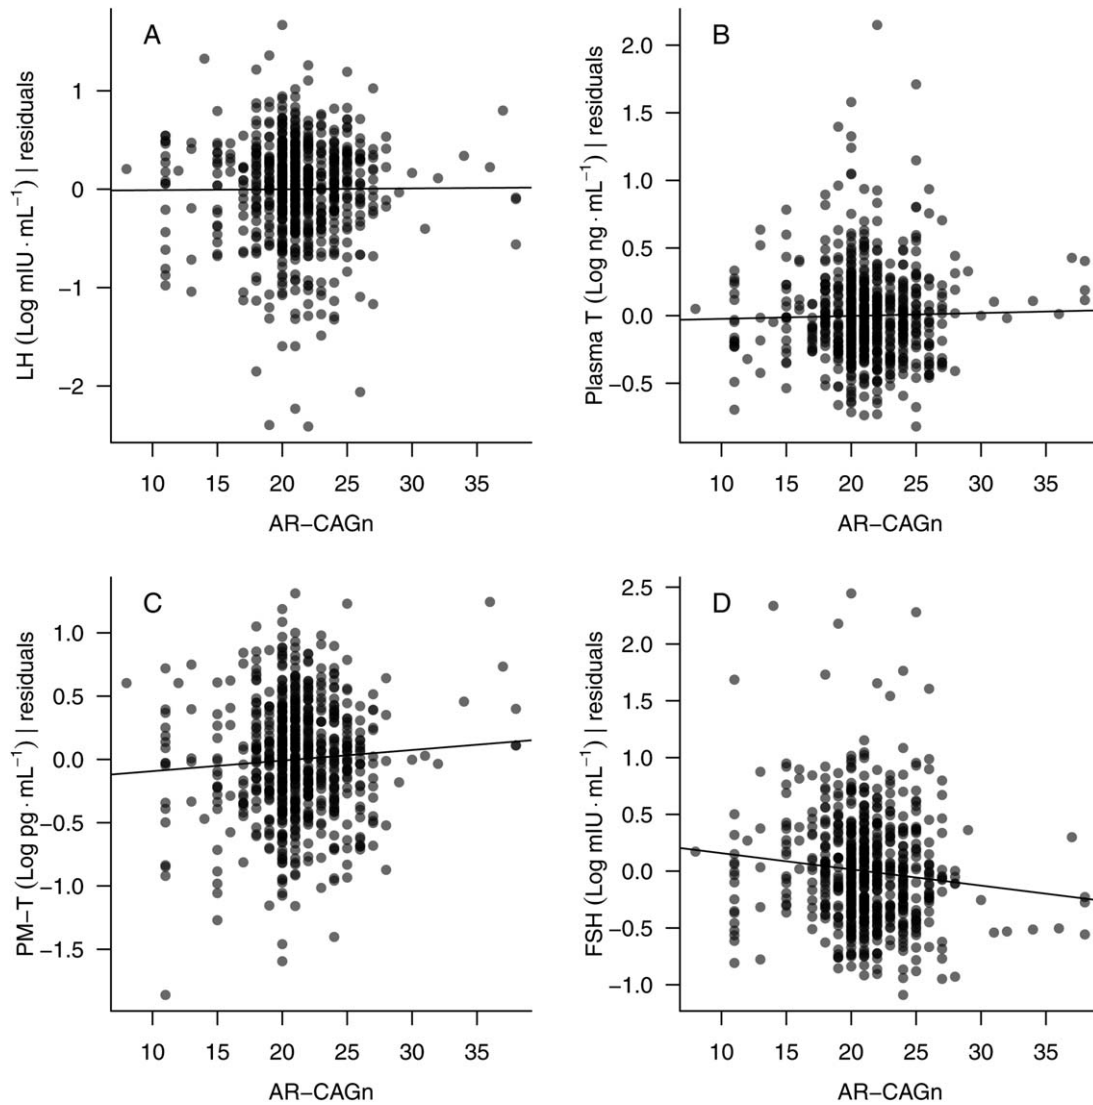 A
LH (Log mIU · mL⁻¹) | residuals
1
0
−1
−2
10 15 20 25 30 35
AR−CAGn
B
Plasma T (Log ng · mL⁻¹) | residuals
2.0
1.5
1.0
0.5
0.0
−0.5
10 15 20 25 30 35
AR−CAGn
C
PM−T (Log pg · mL⁻¹) | residuals
1.0
0.5
0.0
−0.5
−1.0
−1.5
10 15 20 25 30 35
AR−CAGn
D
FSH (Log mIU · mL⁻¹) | residuals
2.5
2.0
1.5
1.0
0.5
0.0
−0.5
−1.0
10 15 20 25 30 35
AR−CAGn